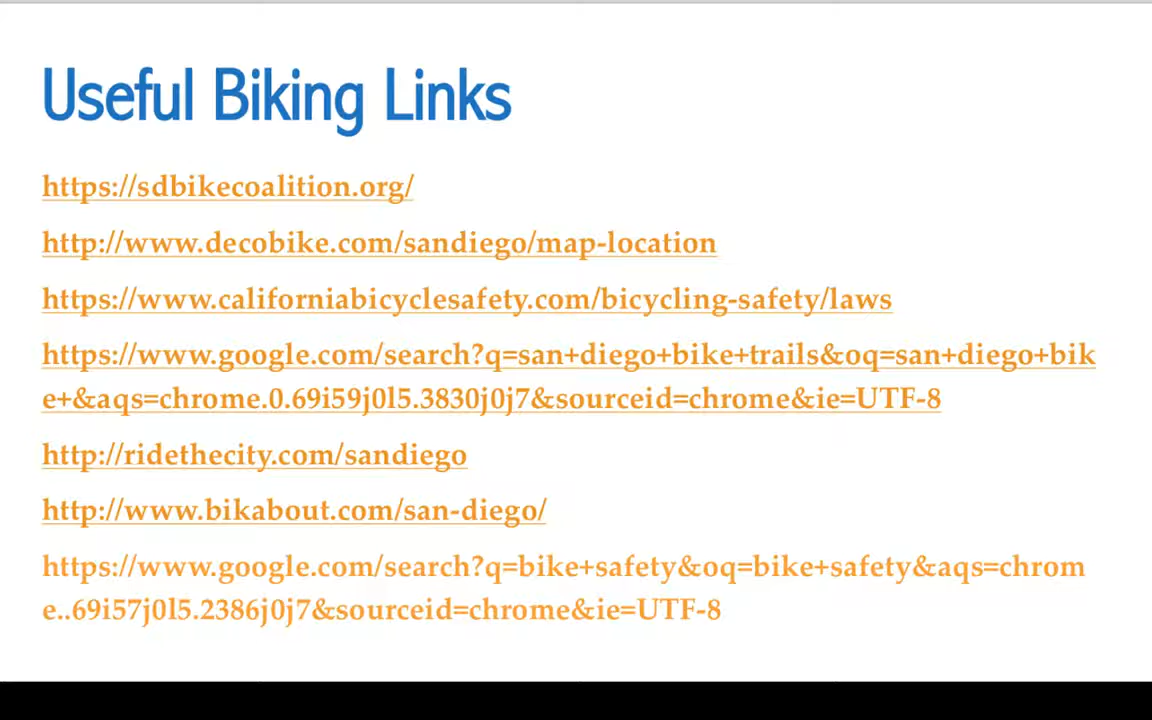 Useful Biking Links
https://sdbikecoalition.org/
http://www.decobike.com/sandiego/map-location
https://www.californiabicyclesafety.com/bicycling-safety/laws
https://www.google.com/search?q=san+diego+bike+trails&oq=san+diego+bik
e+&aqs=chrome.0.69i59j0l5.3830j0j7&sourceid=chrome&ie=UTF-8
http://ridethecity.com/sandiego
http://www.bikabout.com/san-diego/
https://www.google.com/search?q=bike+safety&oq=bike+safety&aqs=chrom
e..69i57j0l5.2386j0j7&sourceid=chrome&ie=UTF-8